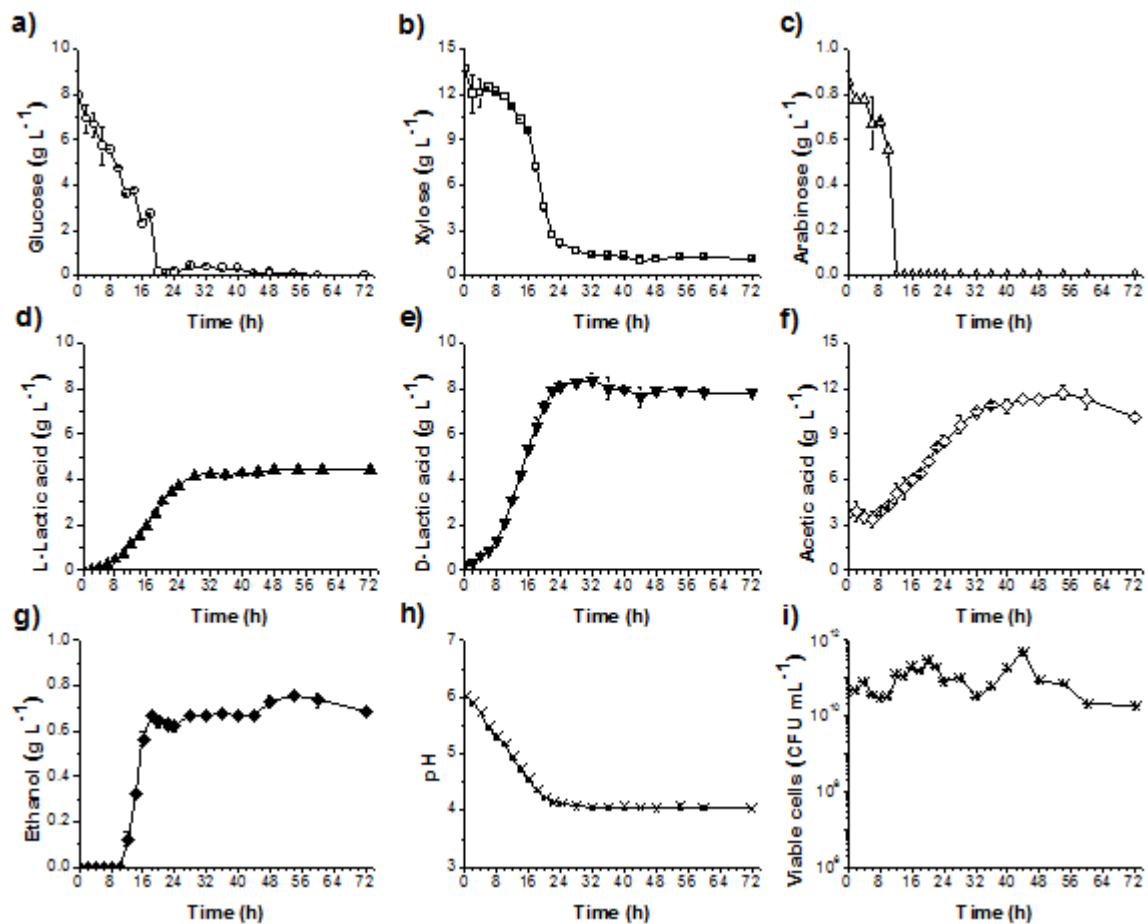 a)
10
8
6
4
2
0
Glucose (g L⁻¹)
0 8 16 24 32 40 48 56 64 72
Time (h)
b)
15
12
9
6
3
0
Xylose (g L⁻¹)
0 8 16 24 32 40 48 56 64 72
Time (h)
c)
1.0
0.8
0.6
0.4
0.2
0.0
Arabinose (g L⁻¹)
0 8 16 24 32 40 48 56 64 72
Time (h)
d)
10
8
6
4
2
0
L-Lactic acid (g L⁻¹)
0 8 16 24 32 40 48 56 64 72
Time (h)
e)
10
8
6
4
2
0
D-Lactic acid (g L⁻¹)
0 8 16 24 32 40 48 56 64 72
Time (h)
f)
15
12
9
6
3
0
Acetic acid (g L⁻¹)
0 8 16 24 32 40 48 56 64 72
Time (h)
g)
1.0
0.8
0.6
0.4
0.2
0.0
Ethanol (g L⁻¹)
0 8 16 24 32 40 48 56 64 72
Time (h)
h)
7
6
5
4
3
pH
0 8 16 24 32 40 48 56 64 72
Time (h)
i)
10¹²
10¹⁰
Viable cells (CFU mL⁻¹)
0 8 16 24 32 40 48 56 64 72
Time (h)